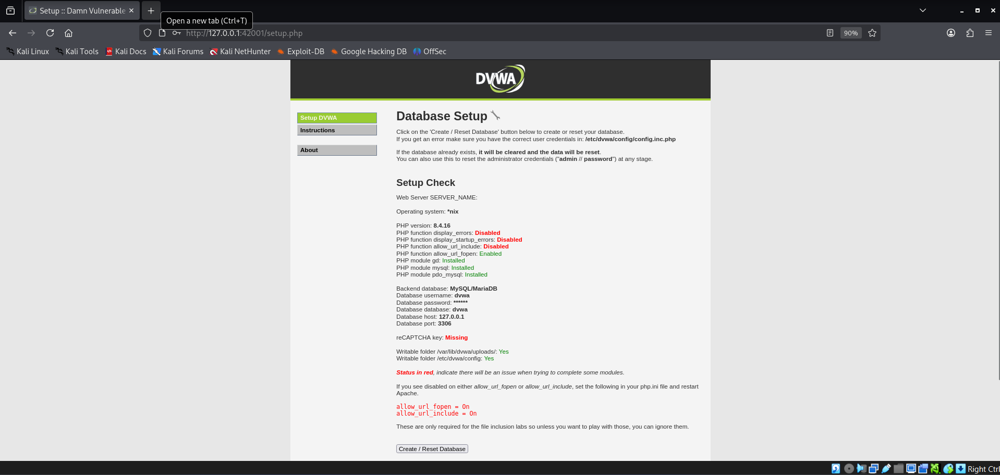 Setup :: Damn Vulnerable
Open a new tab (Ctrl+T)
http://127.0.0.1:42001/setup.php
90%
Kali Linux
Kali Tools
Kali Docs
Kali Forums
Kali NetHunter
Exploit-DB
Google Hacking DB
OffSec
DVWA
Setup DVWA
Instructions
About
Database Setup
Click on the 'Create / Reset Database' button below to create or reset your database.
If you get an error make sure you have the correct user credentials in: /etc/dvwa/config/config.inc.php
If the database already exists, it will be cleared and the data will be reset.
You can also use this to reset the administrator credentials ("admin // password") at any stage.
Setup Check
Web Server SERVER_NAME:
Operating system: *nix
PHP version: 8.4.16
PHP function display_errors: Disabled
PHP function display_startup_errors: Disabled
PHP function allow_url_include: Disabled
PHP function allow_url_fopen: Enabled
PHP module gd: Installed
PHP module mysql: Installed
PHP module pdo_mysql: Installed
Backend database: MySQL/MariaDB
Database username: dvwa
Database password: ******
Database database: dvwa
Database host: 127.0.0.1
Database port: 3306
reCAPTCHA key: Missing
Writable folder /var/lib/dvwa/uploads/: Yes
Writable folder /etc/dvwa/config: Yes
Status in red, indicate there will be an issue when trying to complete some modules.
If you see disabled on either allow_url_fopen or allow_url_include, set the following in your php.ini file and restart
Apache.
allow_url_fopen = On
allow_url_include = On
These are only required for the file inclusion labs so unless you want to play with those, you can ignore them.
Create / Reset Database
Right Ctrl